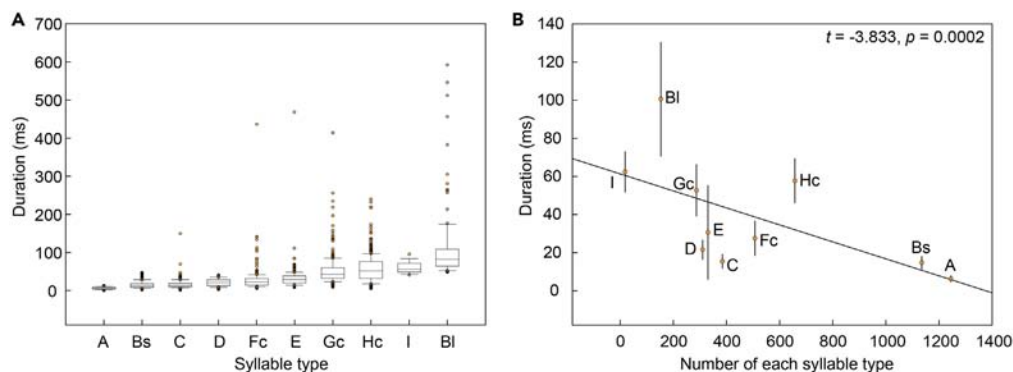 A
700
600
500
400
300
200
100
0
Duration (ms)
A Bs C D Fc E Gc Hc I Bl
Syllable type
B
t = -3.833, p = 0.0002
140
120
100
80
60
40
20
0
Duration (ms)
Bl
I
Gc
Hc
E
D
Fc
C
Bs
A
0 200 400 600 800 1000 1200 1400
Number of each syllable type